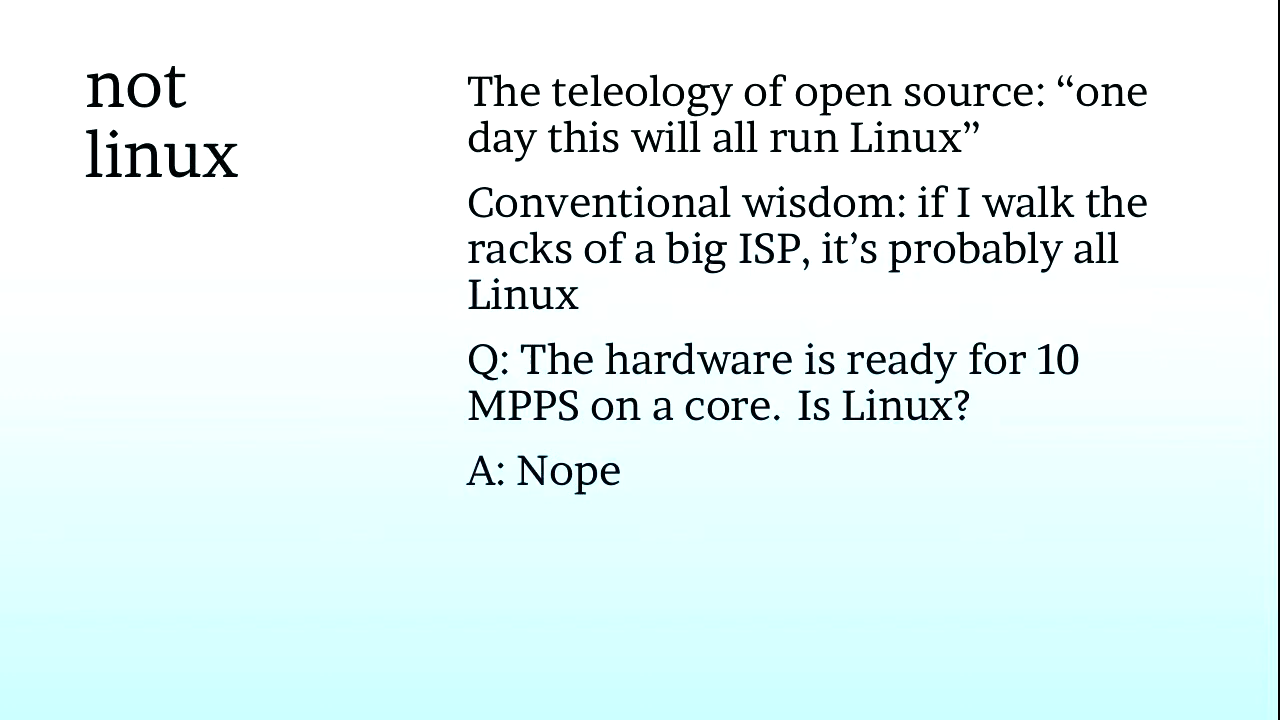 not
linux
The teleology of open source: “one
day this will all run Linux”
Conventional wisdom: if I walk the
racks of a big ISP, it’s probably all
Linux
Q: The hardware is ready for 10
MPPS on a core. Is Linux?
A: Nope